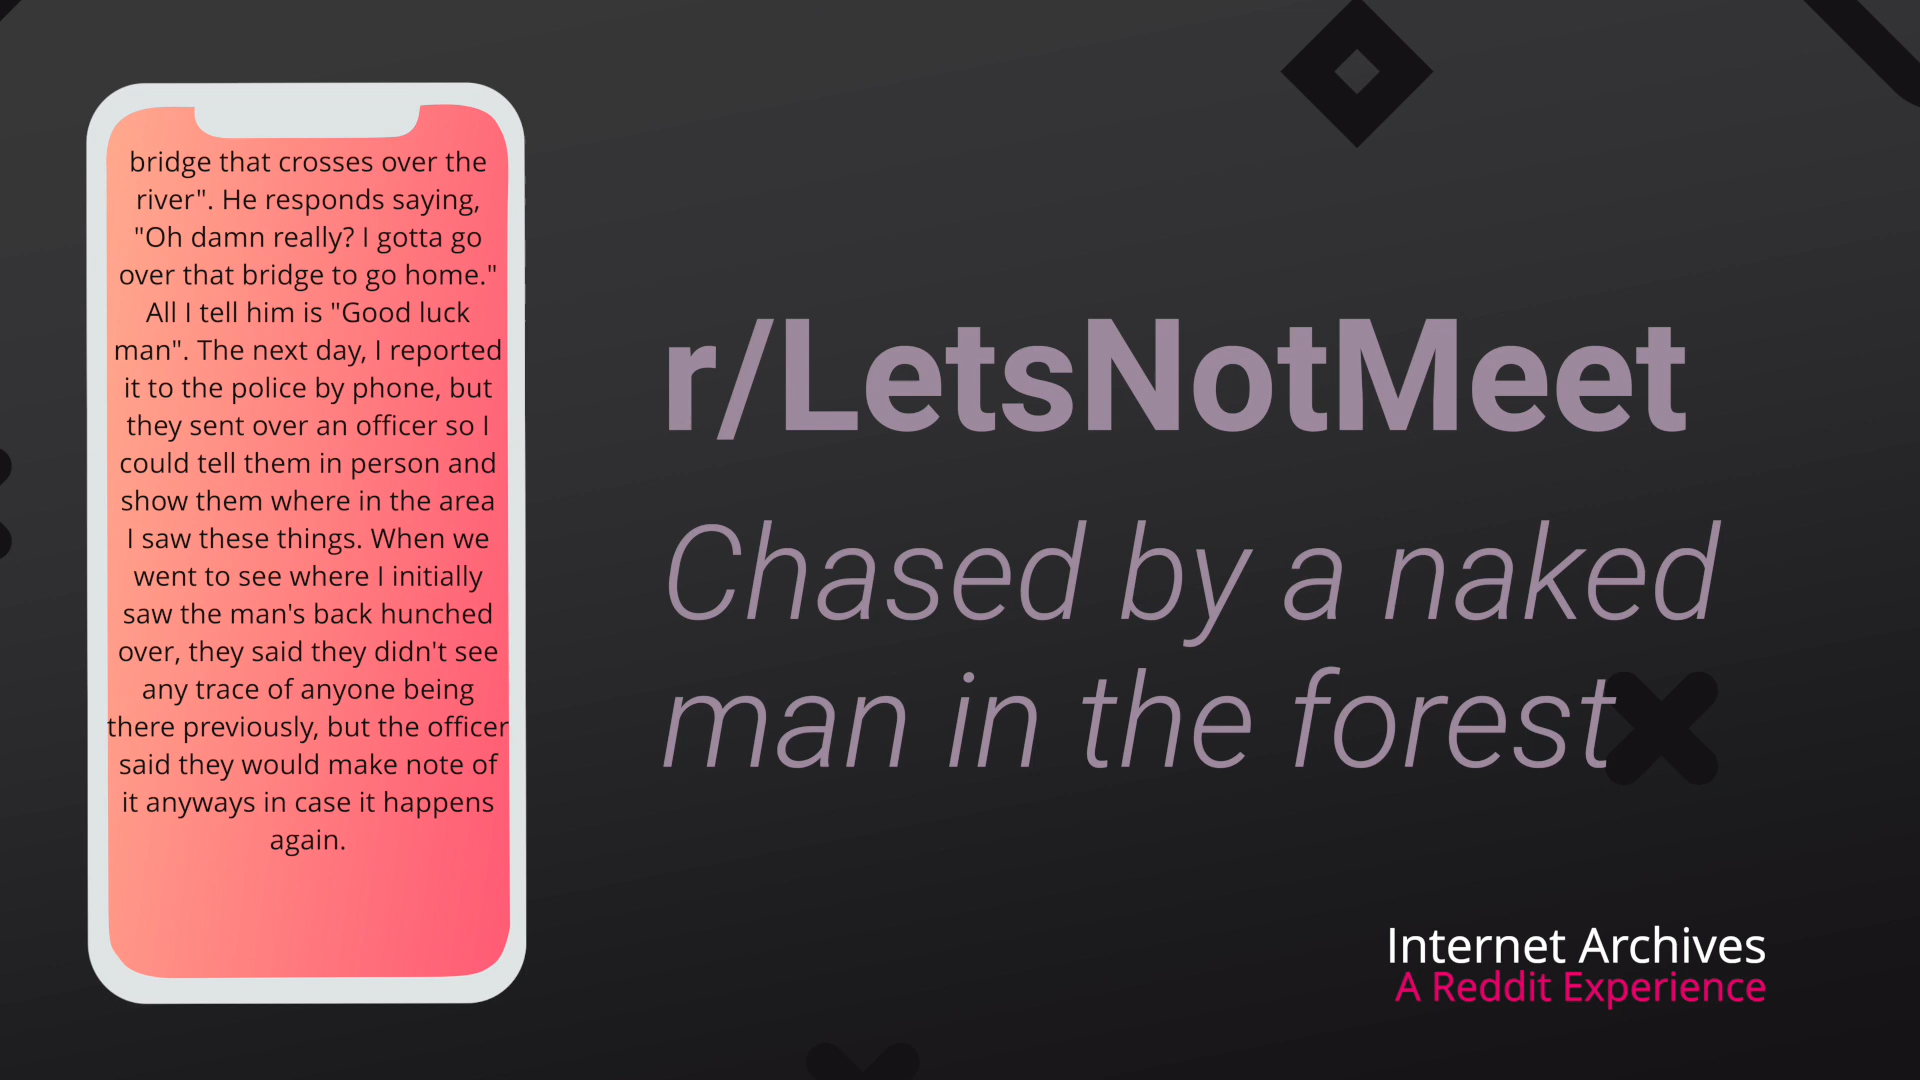 bridge that crosses over the
river". He responds saying,
"Oh damn really? I gotta go
over that bridge to go home."
All I tell him is "Good luck
man". The next day, I reported
it to the police by phone, but
they sent over an officer so I
could tell them in person and
show them where in the area
I saw these things. When we
went to see where I initially
saw the man's back hunched
over, they said they didn't see
any trace of anyone being
there previously, but the officer
said they would make note of
it anyways in case it happens
again.
r/LetsNotMeet
Chased by a naked
man in the forest
Internet Archives
A Reddit Experience